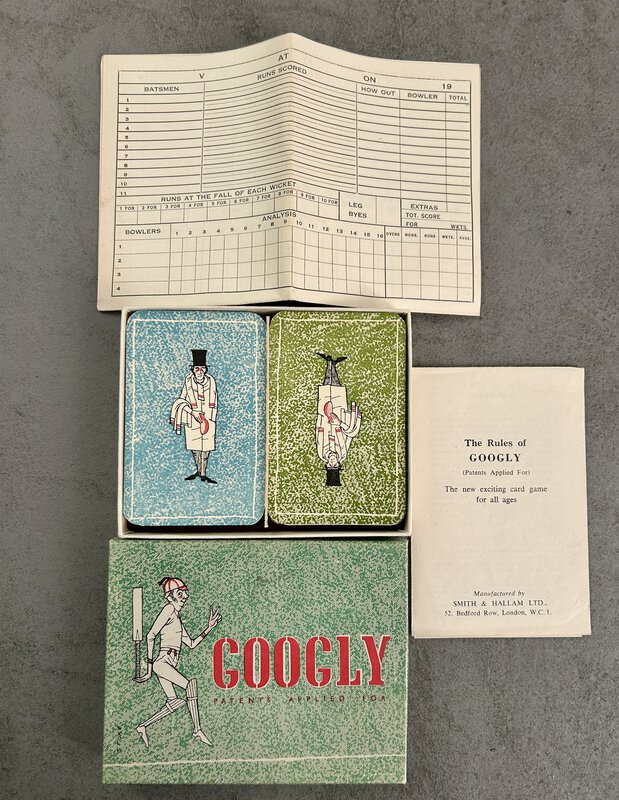 AT
V
ON
19
BATSMEN
RUNS SCORED
HOW OUT
BOWLER
TOTAL
1
2
3
4
5
6
7
8
9
10
11
RUNS AT THE FALL OF EACH WICKET
1 FOR 2 FOR 3 FOR 4 FOR 5 FOR 6 FOR 7 FOR 8 FOR 9 FOR 10 FOR
LEG
BYES
EXTRAS
TOT. SCORE
FOR WKTS.
ANALYSIS
BOWLERS
1 2 3 4 5 6 7 8 9 10 11 12 13 14 15 16
OVERS MDNS. RUNS WKTS. AVGE.
1
2
3
4
The Rules of
GOOGLY
(Patents Applied For)
The new exciting card game
for all ages
Manufactured by
SMITH & HALLAM LTD.,
52, Bedford Row, London, W.C.1.
GOOGLY
PATENTS APPLIED FOR